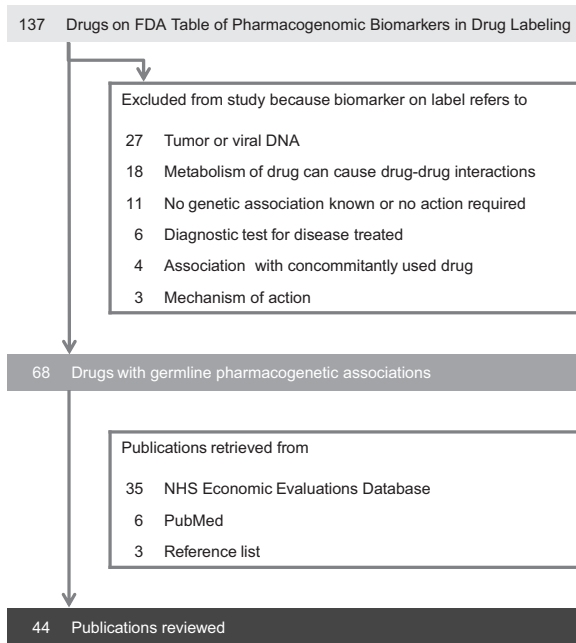 137 Drugs on FDA Table of Pharmacogenomic Biomarkers in Drug Labeling
Excluded from study because biomarker on label refers to
27 Tumor or viral DNA
18 Metabolism of drug can cause drug-drug interactions
11 No genetic association known or no action required
6 Diagnostic test for disease treated
4 Association with concommitantly used drug
3 Mechanism of action
68 Drugs with germline pharmacogenetic associations
Publications retrieved from
35 NHS Economic Evaluations Database
6 PubMed
3 Reference list
44 Publications reviewed